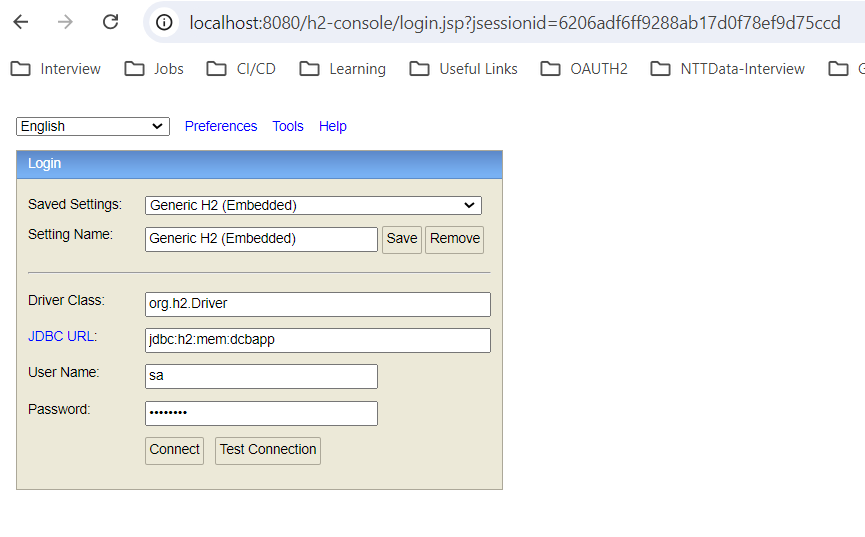 localhost:8080/h2-console/login.jsp?jsessionid=6206adf6ff9288ab17d0f78ef9d75ccd
Interview Jobs CI/CD Learning Useful Links OAUTH2 NTTData-Interview
English Preferences Tools Help
Login
Saved Settings: Generic H2 (Embedded)
Setting Name: Generic H2 (Embedded) Save Remove
Driver Class: org.h2.Driver
JDBC URL: jdbc:h2:mem:dcbapp
User Name: sa
Password: ••••••••
Connect Test Connection